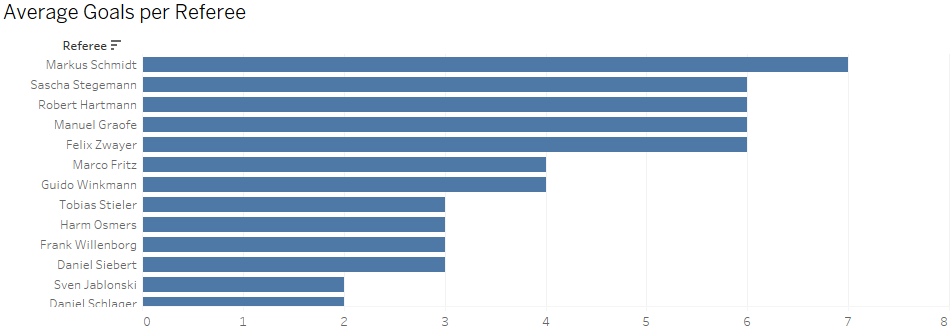 Average Goals per Referee
Referee
Markus Schmidt
Sascha Stegemann
Robert Hartmann
Manuel Graofe
Felix Zwayer
Marco Fritz
Guido Winkmann
Tobias Stieler
Harm Osmers
Frank Willenborg
Daniel Siebert
Sven Jablonski
Daniel Schlager
0 1 2 3 4 5 6 7 8